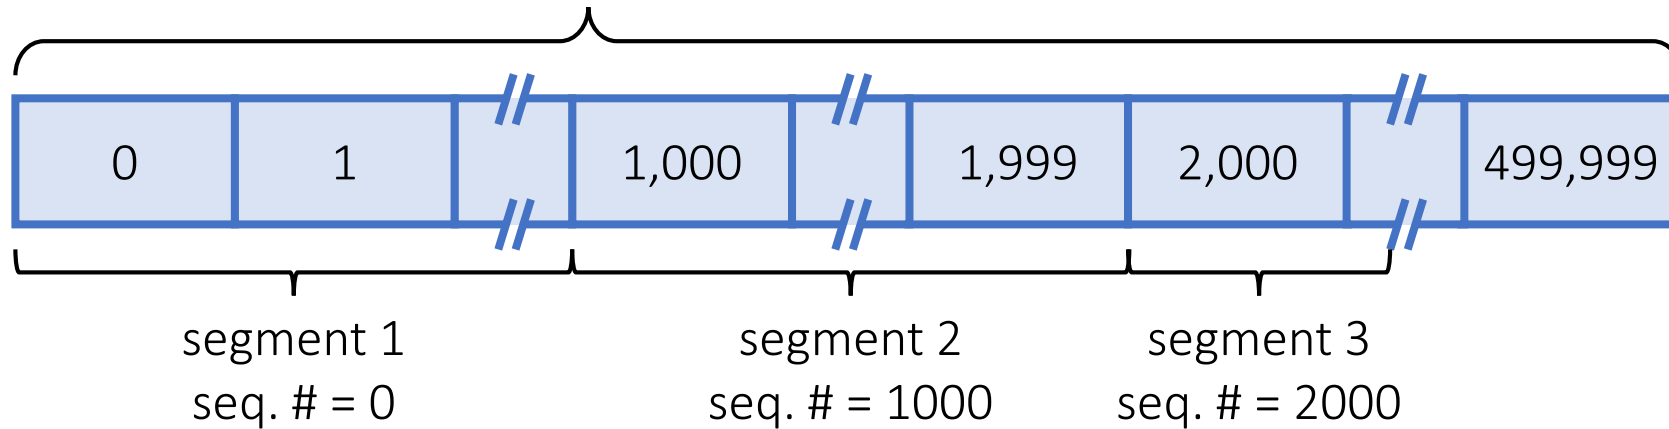 0 1 1,000 1,999 2,000 499,999
segment 1 segment 2 segment 3
seq. # = 0 seq. # = 1000 seq. # = 2000